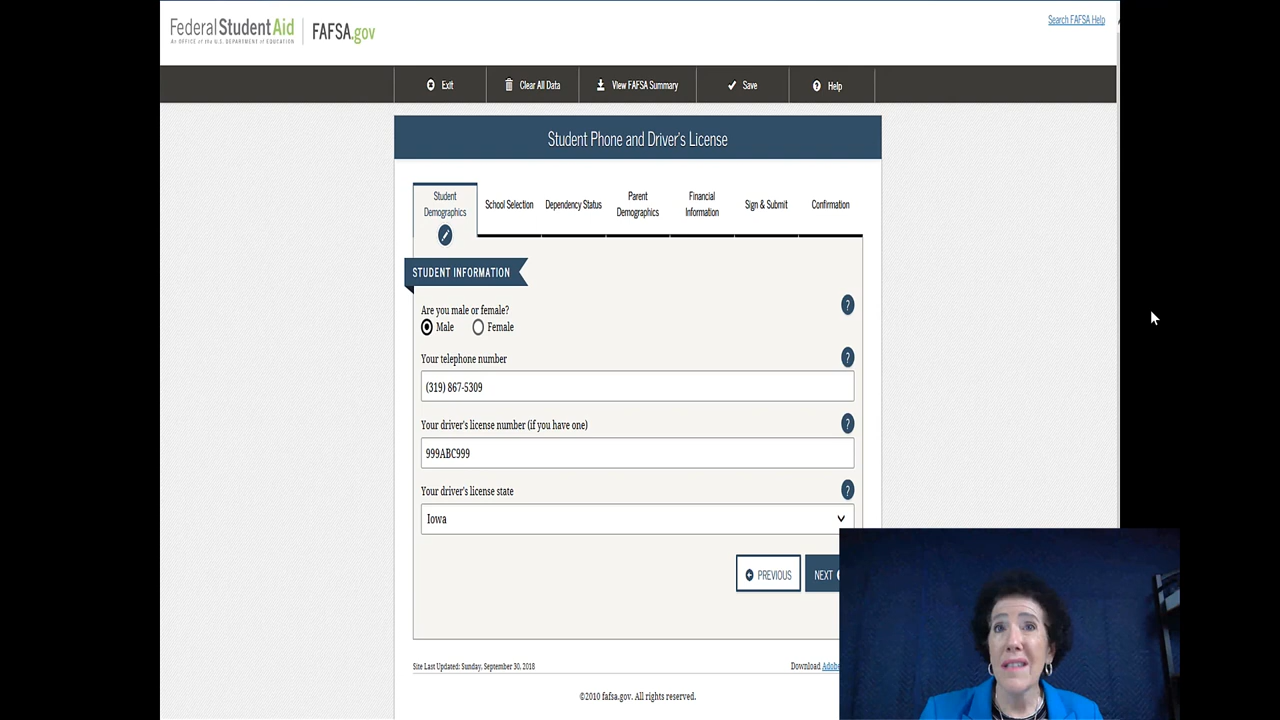 Federal Student Aid
An OFFICE of the U.S. DEPARTMENT of EDUCATION
FAFSA.gov
Search FAFSA Help
Exit
Clear All Data
View FAFSA Summary
Save
Help
Student Phone and Driver's License
Student Demographics
School Selection
Dependency Status
Parent Demographics
Financial Information
Sign & Submit
Confirmation
STUDENT INFORMATION
Are you male or female?
Male
Female
Your telephone number
(319) 867-5309
Your driver's license number (if you have one)
999ABC999
Your driver's license state
Iowa
PREVIOUS
NEXT
Site Last Updated: Sunday, September 30, 2018
Download Adobe
©2010 fafsa.gov. All rights reserved.